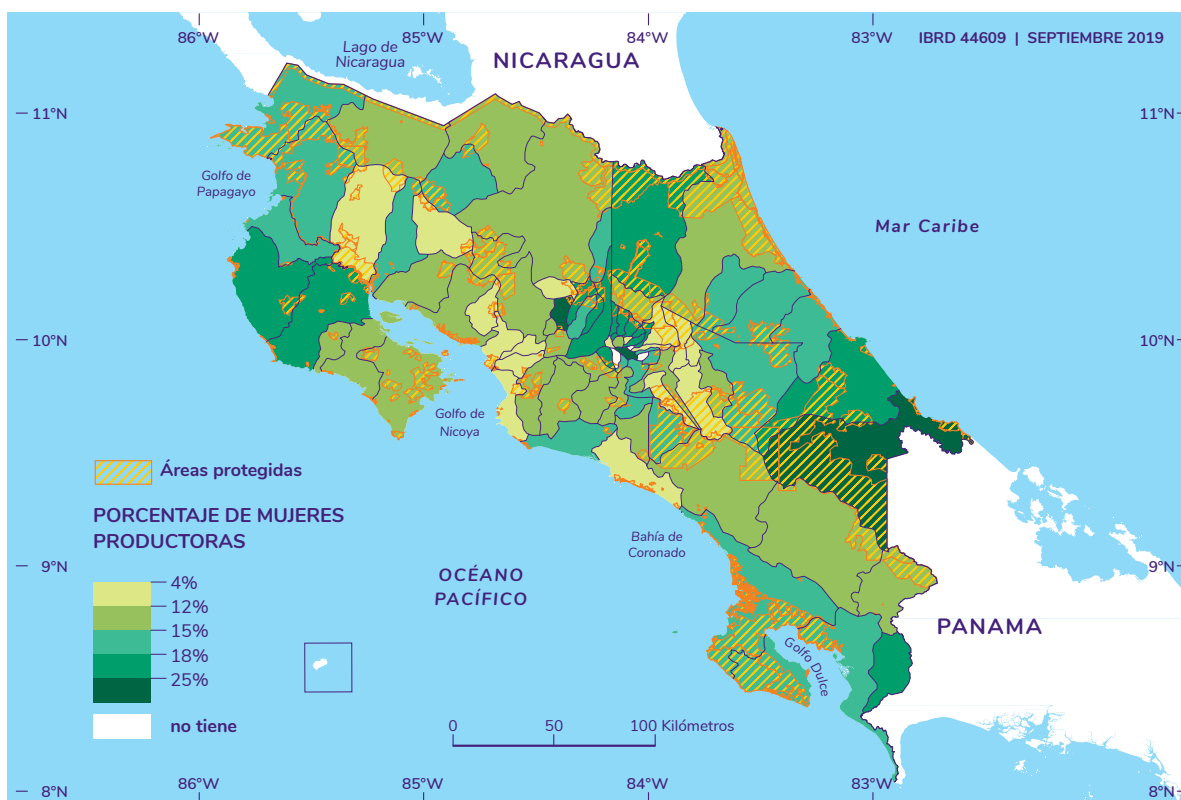 86°W
85°W
84°W
83°W
IBRD 44609 | SEPTIEMBRE 2019
Lago de
Nicaragua
NICARAGUA
11°N
11°N
Golfo de
Papagayo
Mar Caribe
10°N
10°N
Golfo de
Nicoya
Áreas protegidas
PORCENTAJE DE MUJERES
PRODUCTORAS
Bahía de
Coronado
9°N
9°N
OCÉANO
PACÍFICO
4%
12%
15%
18%
25%
no tiene
PANAMA
Golfo Dulce
0
50
100 Kilómetros
86°W
85°W
84°W
83°W
8°N
8°N